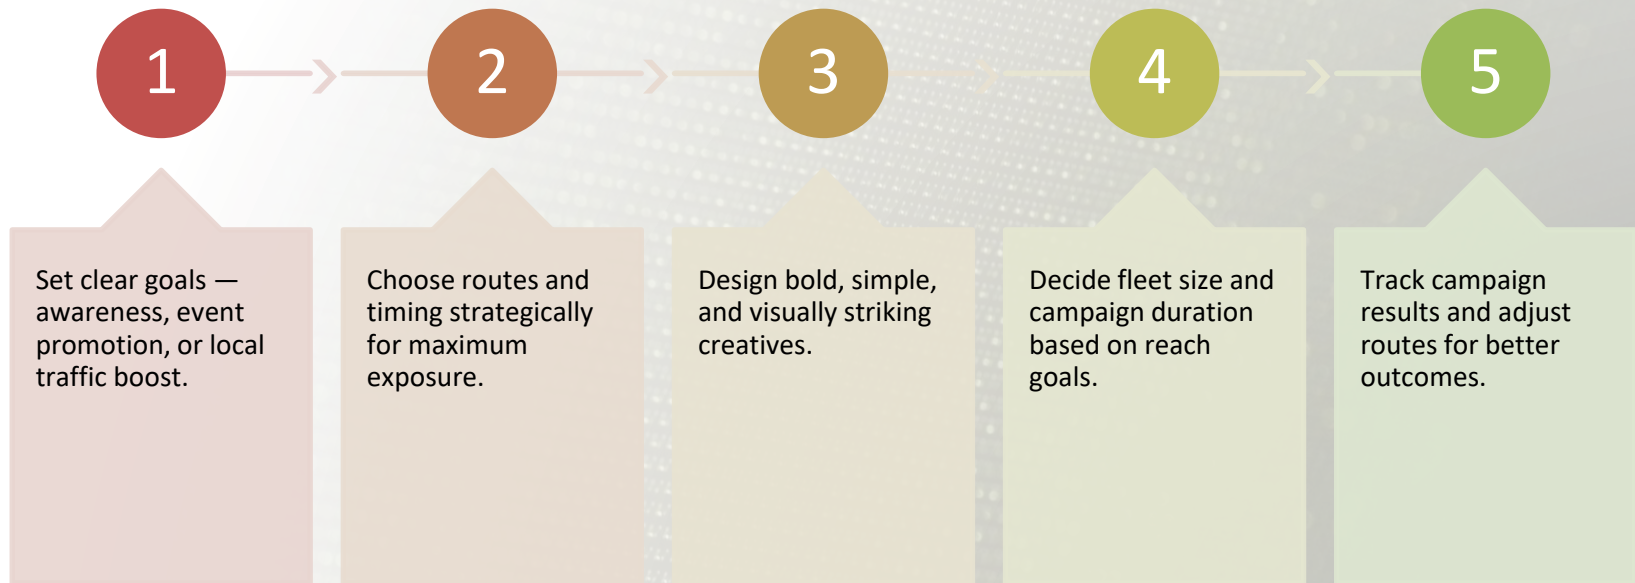 1
2
3
4
5
Set clear goals —
awareness, event
promotion, or local
traffic boost.
Choose routes and
timing strategically
for maximum
exposure.
Design bold, simple,
and visually striking
creatives.
Decide fleet size and
campaign duration
based on reach
goals.
Track campaign
results and adjust
routes for better
outcomes.